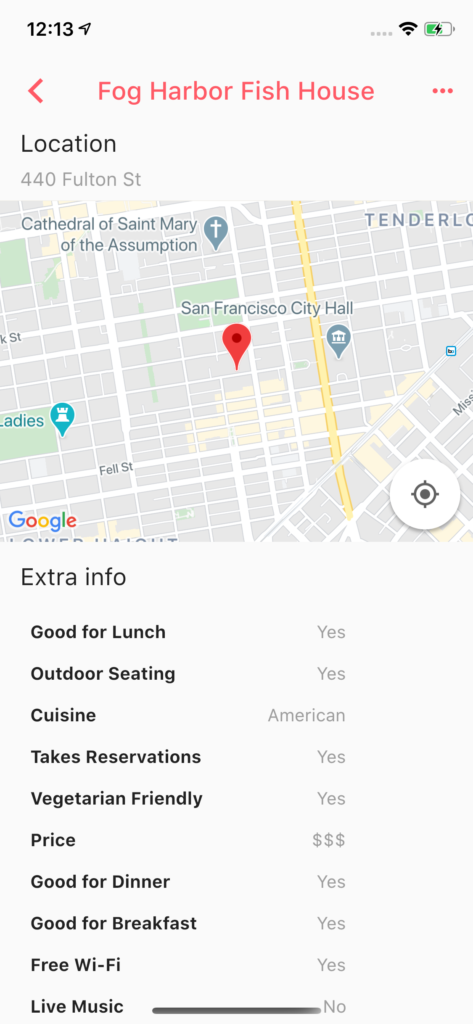 12:13
Fog Harbor Fish House
Location
440 Fulton St
Cathedral of Saint Mary
of the Assumption
TENDERLO
San Francisco City Hall
k St
Miss
Ladies
Fell St
Google
LOWER HAIGHT
Extra info
Good for Lunch Yes
Outdoor Seating Yes
Cuisine American
Takes Reservations Yes
Vegetarian Friendly Yes
Price $$$
Good for Dinner Yes
Good for Breakfast Yes
Free Wi-Fi Yes
Live Music No